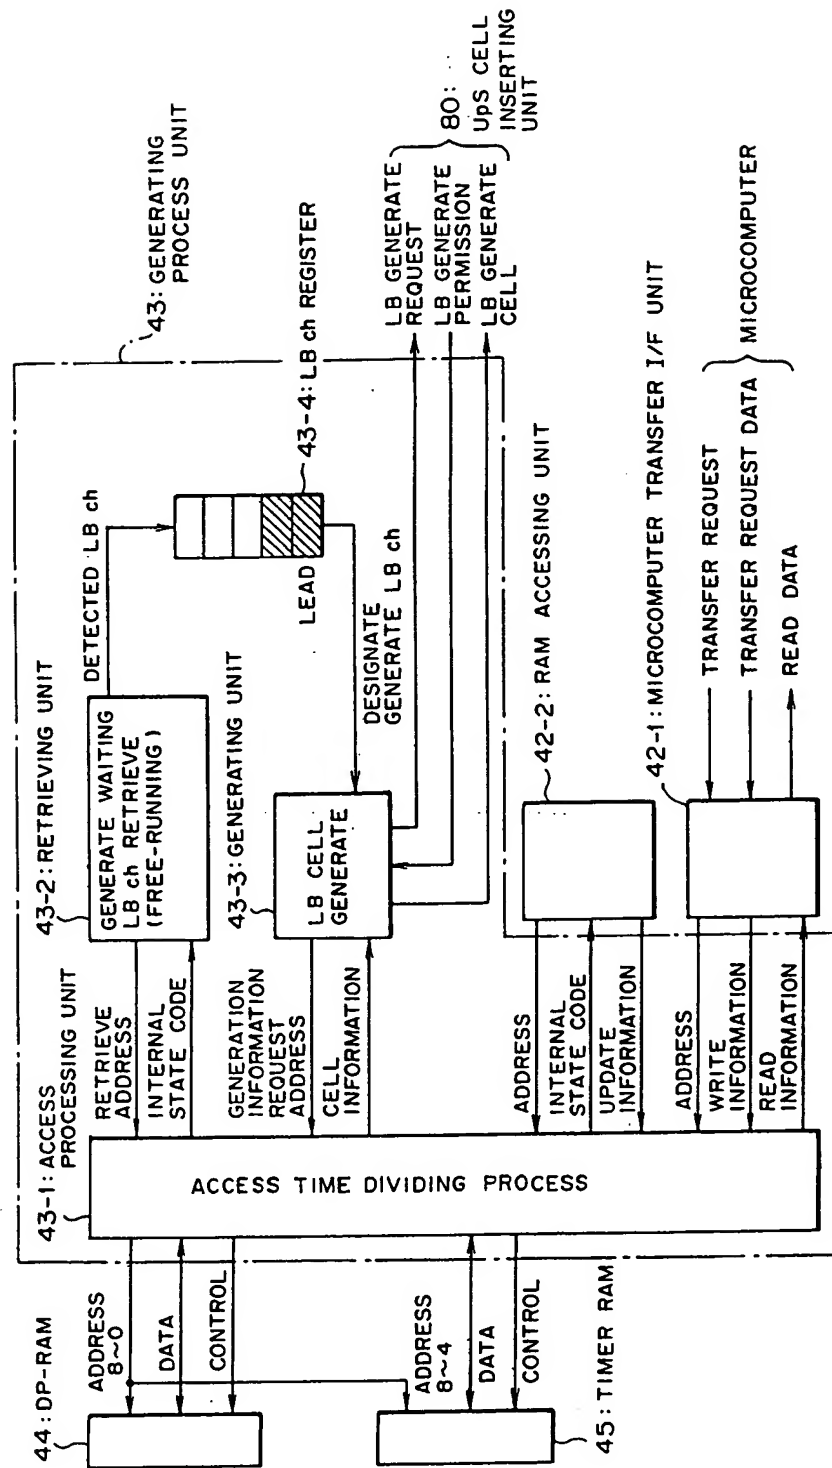 44: DP-RAM
ADDRESS
8~0
DATA
CONTROL
ADDRESS
8~4
DATA
CONTROL
45: TIMER RAM
43-1: ACCESS
PROCESSING UNIT
ACCESS TIME DIVIDING PROCESS
RETRIEVE
ADDRESS
INTERNAL
STATE CODE
GENERATION
INFORMATION
REQUEST
ADDRESS
CELL
INFORMATION
ADDRESS
INTERNAL
STATE CODE
UPDATE
INFORMATION
ADDRESS
WRITE
INFORMATION
READ
INFORMATION
43-2: RETRIEVING UNIT
GENERATE WAITING
LB ch RETRIEVE
(FREE-RUNNING)
43-3: GENERATING UNIT
LB CELL
GENERATE
42-2: RAM ACCESSING UNIT
42-1: MICROCOMPUTER TRANSFER I/F UNIT
DETECTED LB ch
LEAD
DESIGNATE
GENERATE LB ch
43-4: LB ch REGISTER
43: GENERATING
PROCESS UNIT
LB GENERATE
REQUEST
LB GENERATE
PERMISSION
LB GENERATE
CELL
80:
UpS CELL
INSERTING
UNIT
TRANSFER REQUEST
TRANSFER REQUEST DATA
READ DATA
MICROCOMPUTER